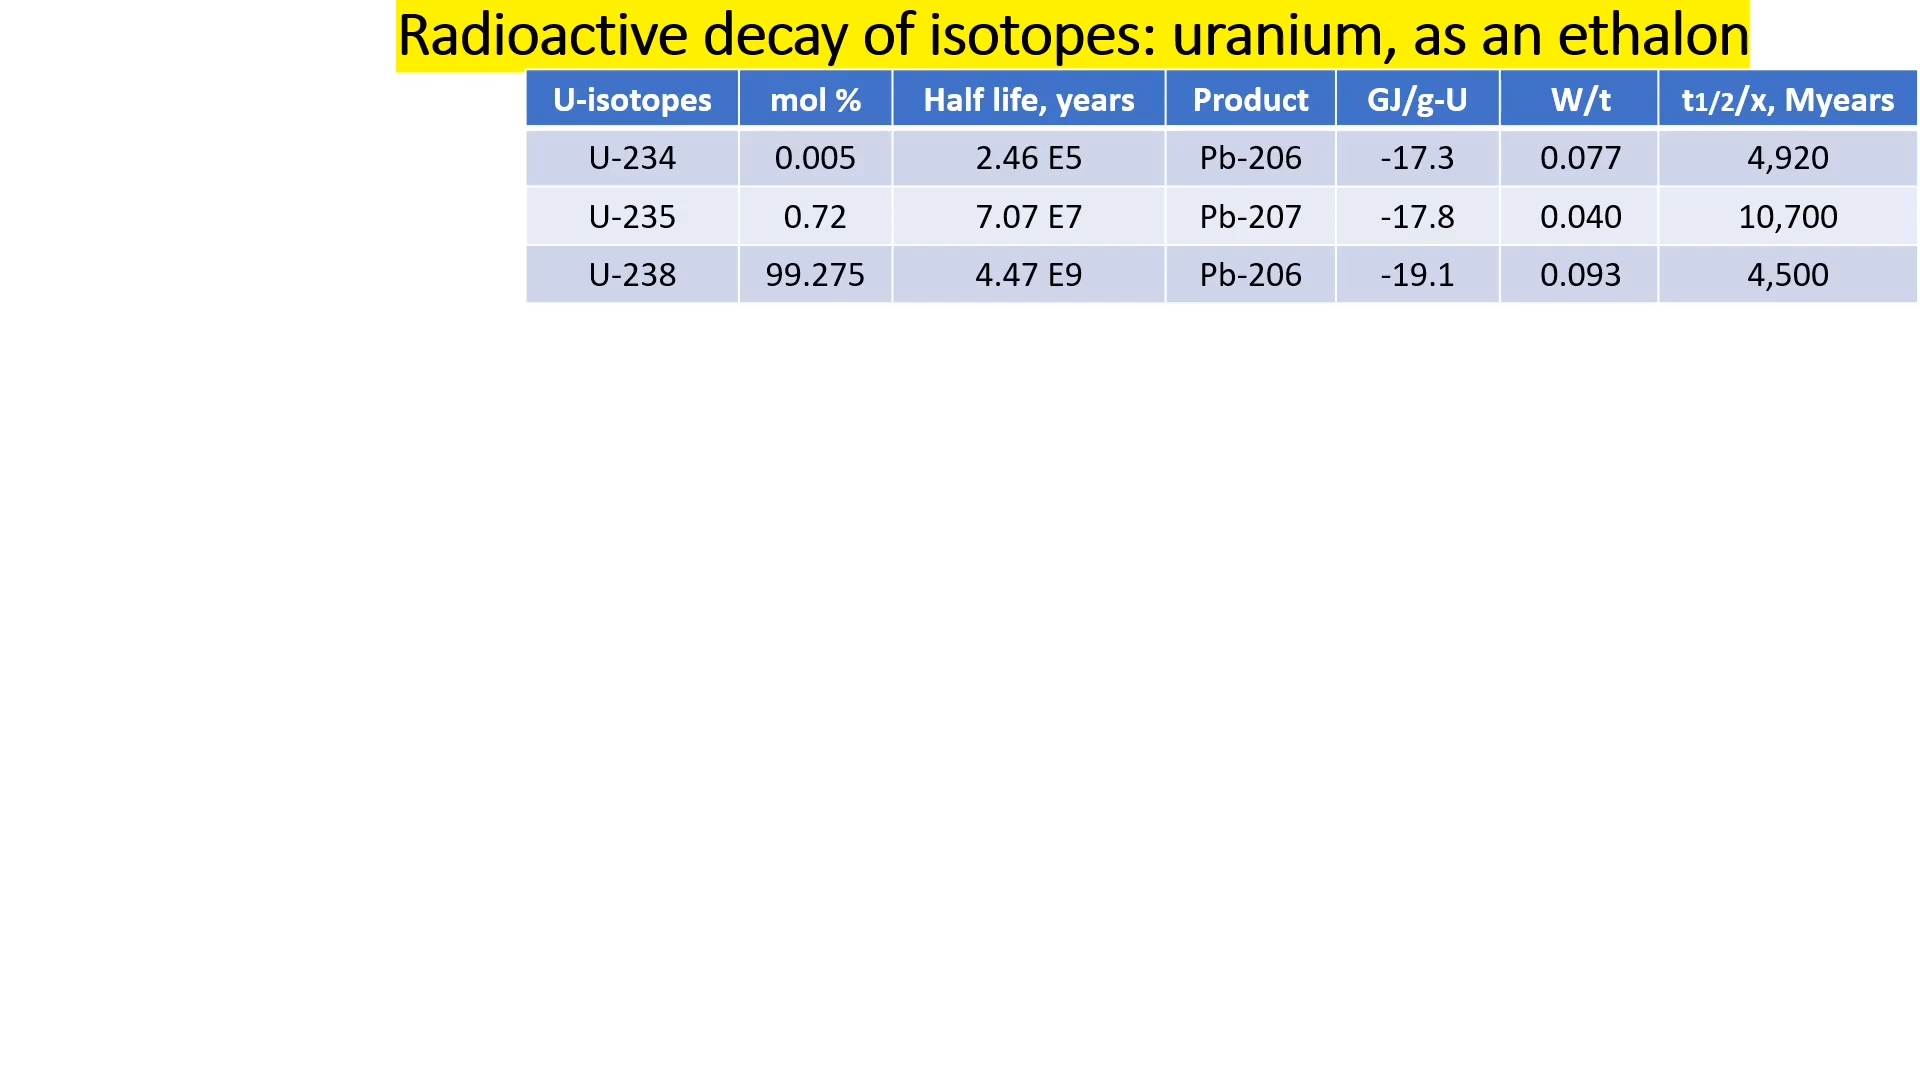 Radioactive decay of isotopes: uranium, as an ethalon
U-isotopes mol % Half life, years Product GJ/g-U W/t t1/2/x, Myears
U-234 0.005 2.46 E5 Pb-206 -17.3 0.077 4,920
U-235 0.72 7.07 E7 Pb-207 -17.8 0.040 10,700
U-238 99.275 4.47 E9 Pb-206 -19.1 0.093 4,500